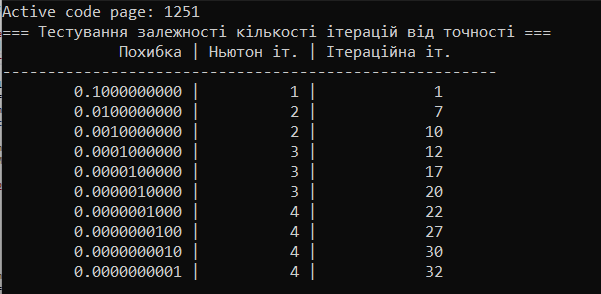 Active code page: 1251
=== Тестування залежності кількості ітерацій від точності ===
Похибка | Ньютон іт. | Ітераційна іт.
------------------------------------------------------
0.1000000000 | 1 | 1
0.0100000000 | 2 | 7
0.0010000000 | 2 | 10
0.0001000000 | 3 | 12
0.0000100000 | 3 | 17
0.0000010000 | 3 | 20
0.0000001000 | 4 | 22
0.0000000100 | 4 | 27
0.0000000010 | 4 | 30
0.0000000001 | 4 | 32